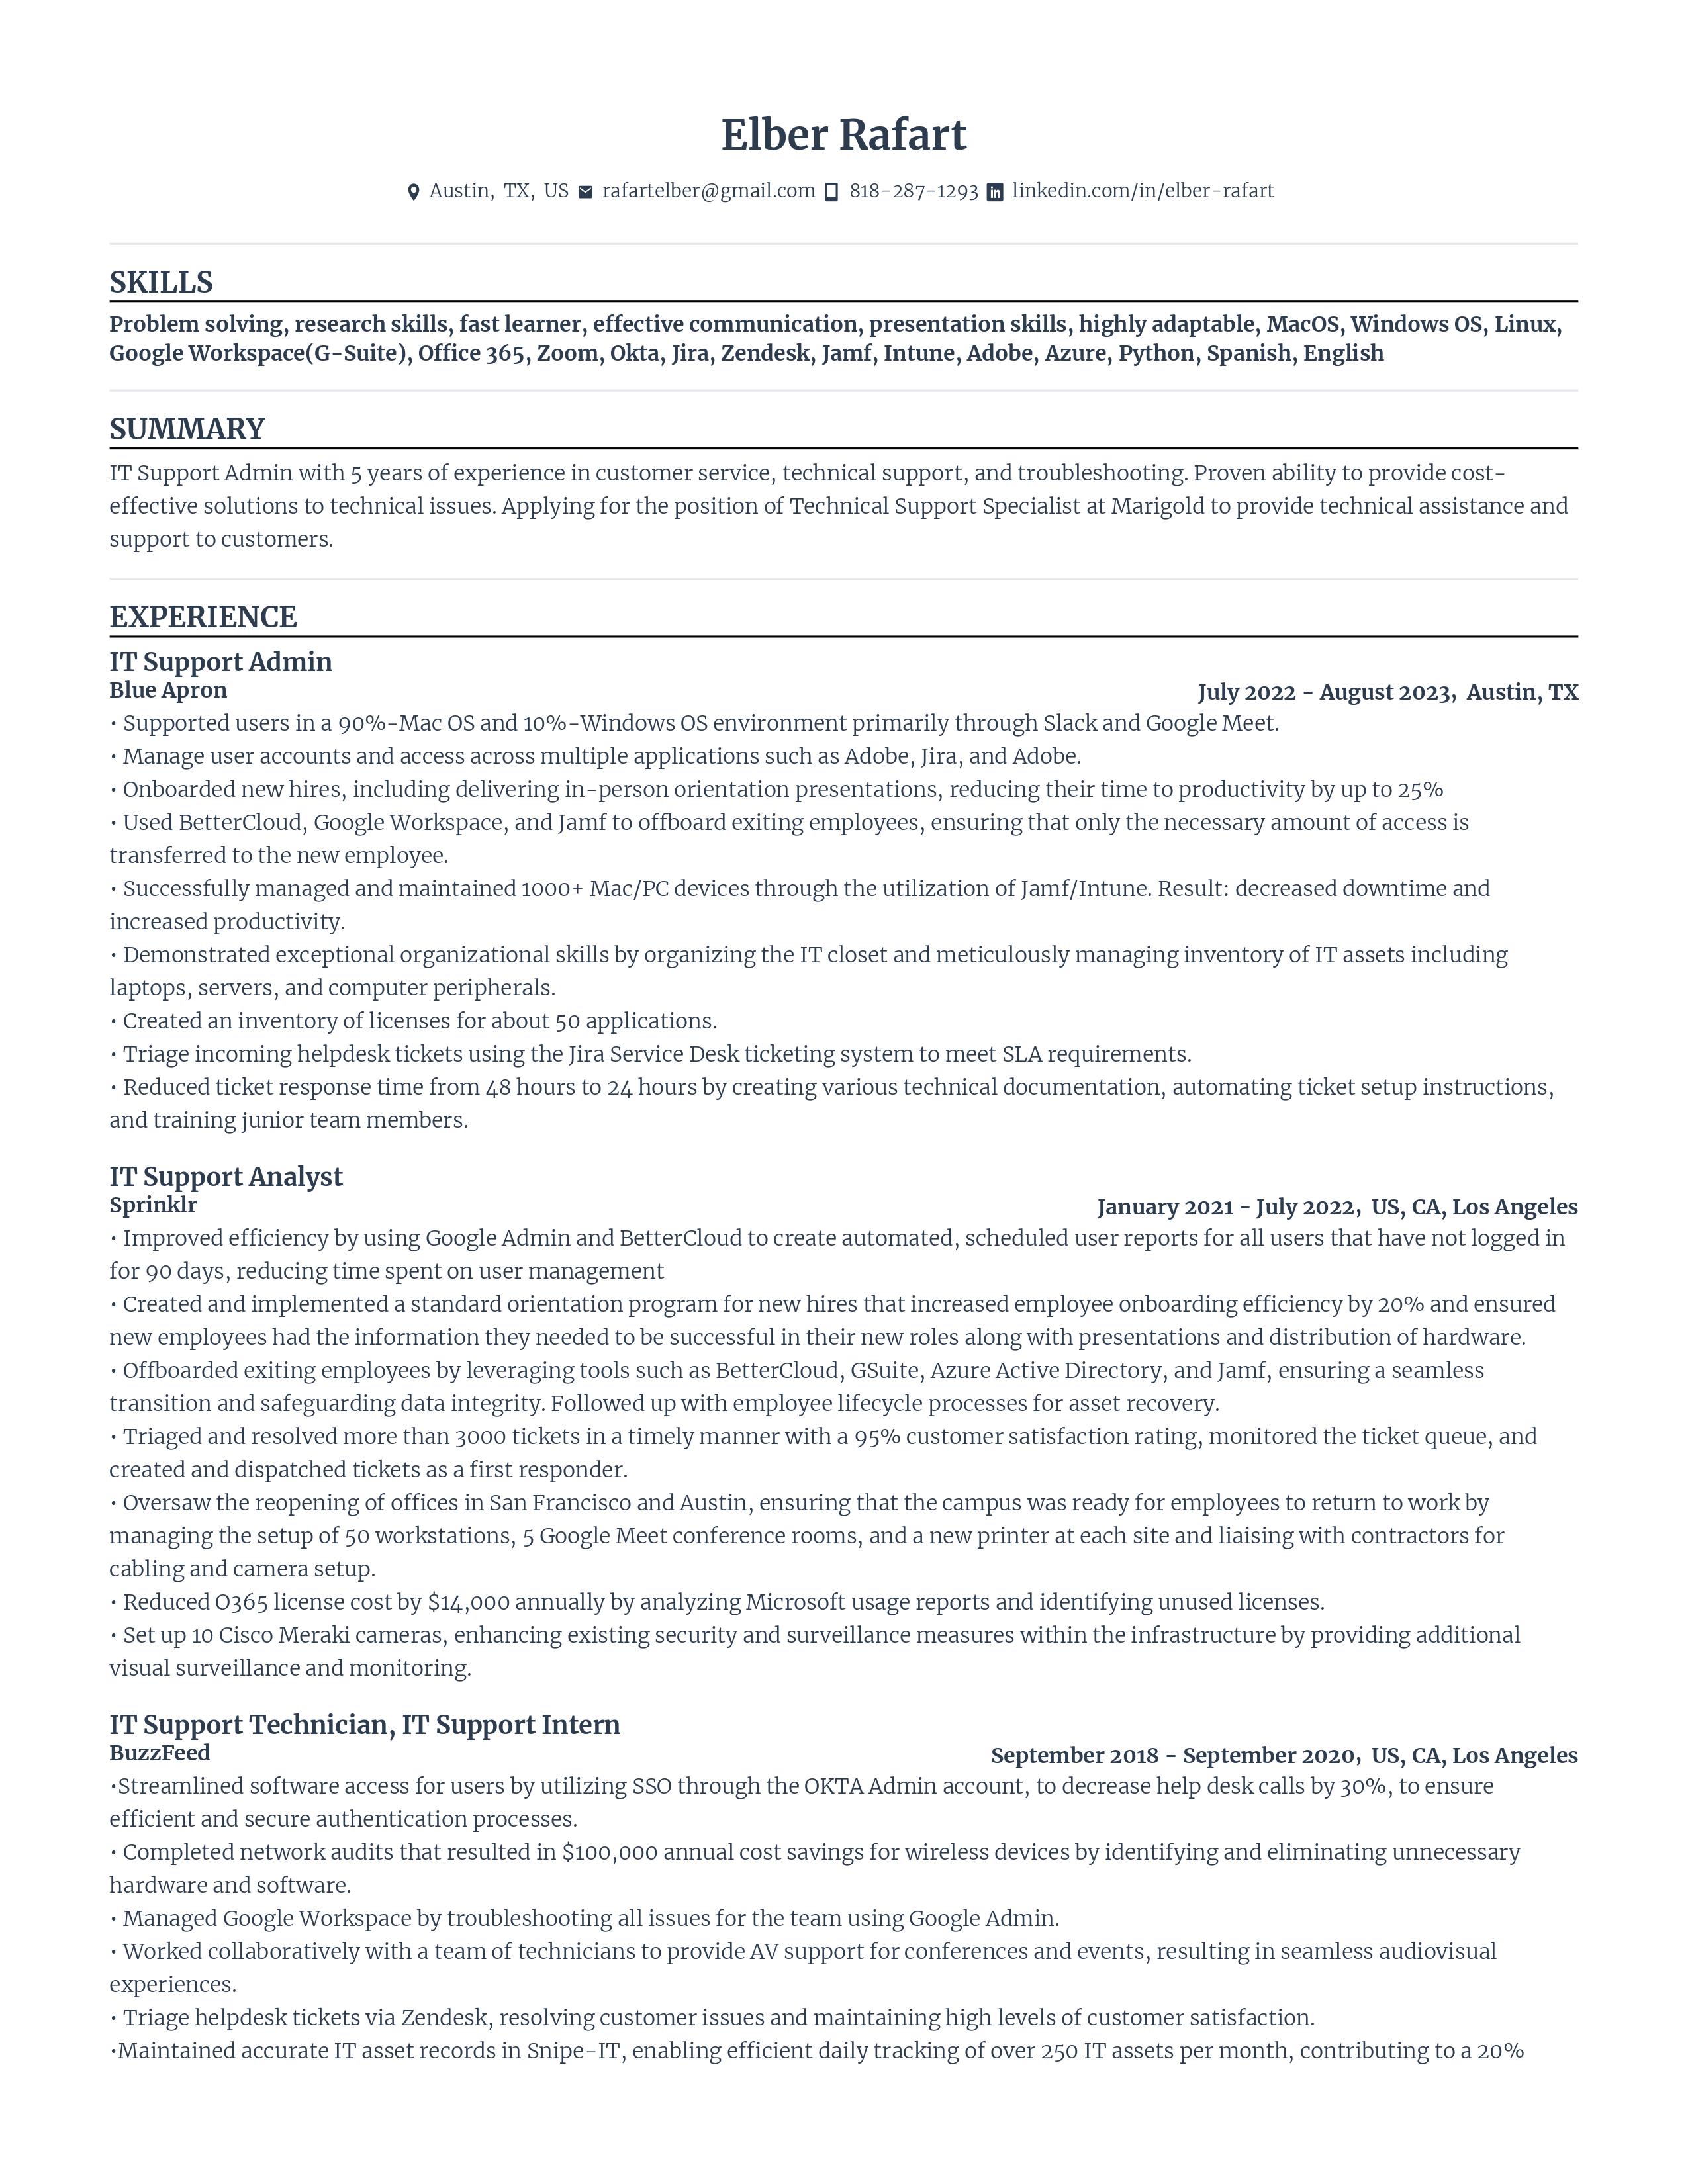 Elber Rafart
Austin, TX, US rafartelber@gmail.com 818-287-1293 linkedin.com/in/elber-rafart
SKILLS
Problem solving, research skills, fast learner, effective communication, presentation skills, highly adaptable, MacOS, Windows OS, Linux,
Google Workspace(G-Suite), Office 365, Zoom, Okta, Jira, Zendesk, Jamf, Intune, Adobe, Azure, Python, Spanish, English
SUMMARY
IT Support Admin with 5 years of experience in customer service, technical support, and troubleshooting. Proven ability to provide cost-
effective solutions to technical issues. Applying for the position of Technical Support Specialist at Marigold to provide technical assistance and
support to customers.
EXPERIENCE
IT Support Admin
Blue Apron July 2022 - August 2023, Austin, TX
• Supported users in a 90%-Mac OS and 10%-Windows OS environment primarily through Slack and Google Meet.
• Manage user accounts and access across multiple applications such as Adobe, Jira, and Adobe.
• Onboarded new hires, including delivering in-person orientation presentations, reducing their time to productivity by up to 25%
• Used BetterCloud, Google Workspace, and Jamf to offboard exiting employees, ensuring that only the necessary amount of access is
transferred to the new employee.
• Successfully managed and maintained 1000+ Mac/PC devices through the utilization of Jamf/Intune. Result: decreased downtime and
increased productivity.
• Demonstrated exceptional organizational skills by organizing the IT closet and meticulously managing inventory of IT assets including
laptops, servers, and computer peripherals.
• Created an inventory of licenses for about 50 applications.
• Triage incoming helpdesk tickets using the Jira Service Desk ticketing system to meet SLA requirements.
• Reduced ticket response time from 48 hours to 24 hours by creating various technical documentation, automating ticket setup instructions,
and training junior team members.
IT Support Analyst
Sprinklr January 2021 - July 2022, US, CA, Los Angeles
• Improved efficiency by using Google Admin and BetterCloud to create automated, scheduled user reports for all users that have not logged in
for 90 days, reducing time spent on user management
• Created and implemented a standard orientation program for new hires that increased employee onboarding efficiency by 20% and ensured
new employees had the information they needed to be successful in their new roles along with presentations and distribution of hardware.
• Offboarded exiting employees by leveraging tools such as BetterCloud, GSuite, Azure Active Directory, and Jamf, ensuring a seamless
transition and safeguarding data integrity. Followed up with employee lifecycle processes for asset recovery.
• Triaged and resolved more than 3000 tickets in a timely manner with a 95% customer satisfaction rating, monitored the ticket queue, and
created and dispatched tickets as a first responder.
• Oversaw the reopening of offices in San Francisco and Austin, ensuring that the campus was ready for employees to return to work by
managing the setup of 50 workstations, 5 Google Meet conference rooms, and a new printer at each site and liaising with contractors for
cabling and camera setup.
• Reduced O365 license cost by $14,000 annually by analyzing Microsoft usage reports and identifying unused licenses.
• Set up 10 Cisco Meraki cameras, enhancing existing security and surveillance measures within the infrastructure by providing additional
visual surveillance and monitoring.
IT Support Technician, IT Support Intern
BuzzFeed September 2018 - September 2020, US, CA, Los Angeles
•Streamlined software access for users by utilizing SSO through the OKTA Admin account, to decrease help desk calls by 30%, to ensure
efficient and secure authentication processes.
• Completed network audits that resulted in $100,000 annual cost savings for wireless devices by identifying and eliminating unnecessary
hardware and software.
• Managed Google Workspace by troubleshooting all issues for the team using Google Admin.
• Worked collaboratively with a team of technicians to provide AV support for conferences and events, resulting in seamless audiovisual
experiences.
• Triage helpdesk tickets via Zendesk, resolving customer issues and maintaining high levels of customer satisfaction.
•Maintained accurate IT asset records in Snipe-IT, enabling efficient daily tracking of over 250 IT assets per month, contributing to a 20%